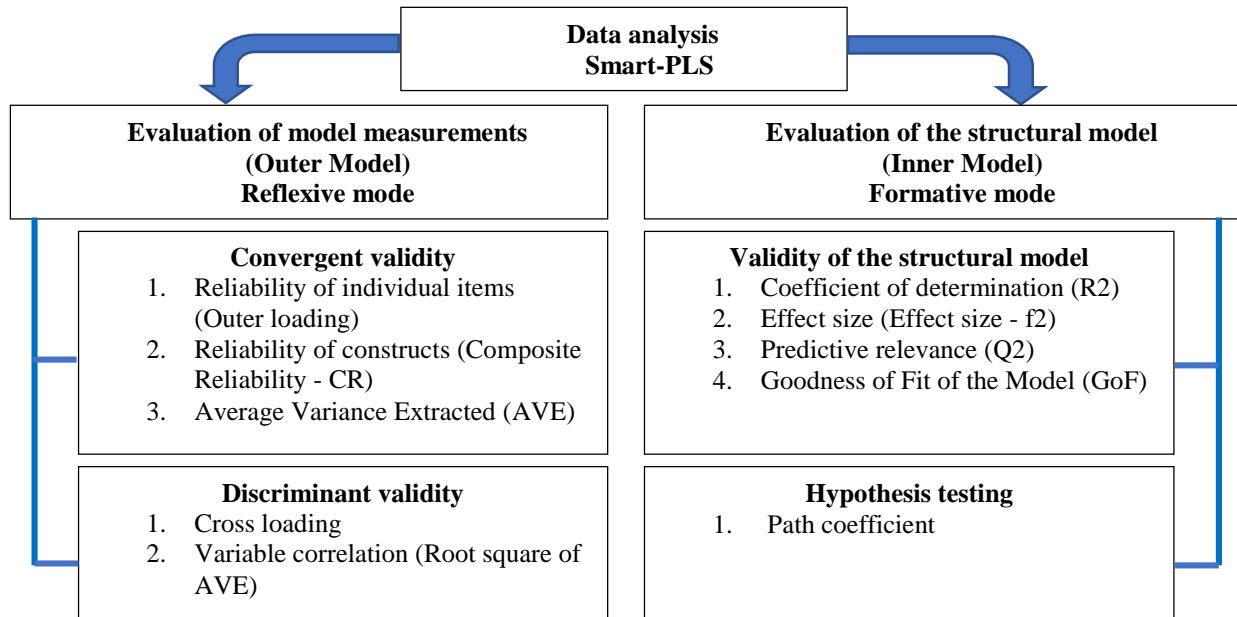 Data analysis
Smart-PLS
Evaluation of model measurements
(Outer Model)
Reflexive mode
Convergent validity
1. Reliability of individual items
(Outer loading)
2. Reliability of constructs (Composite
Reliability - CR)
3. Average Variance Extracted (AVE)
Discriminant validity
1. Cross loading
2. Variable correlation (Root square of
AVE)
Evaluation of the structural model
(Inner Model)
Formative mode
Validity of the structural model
1. Coefficient of determination (R2)
2. Effect size (Effect size - f2)
3. Predictive relevance (Q2)
4. Goodness of Fit of the Model (GoF)
Hypothesis testing
1. Path coefficient